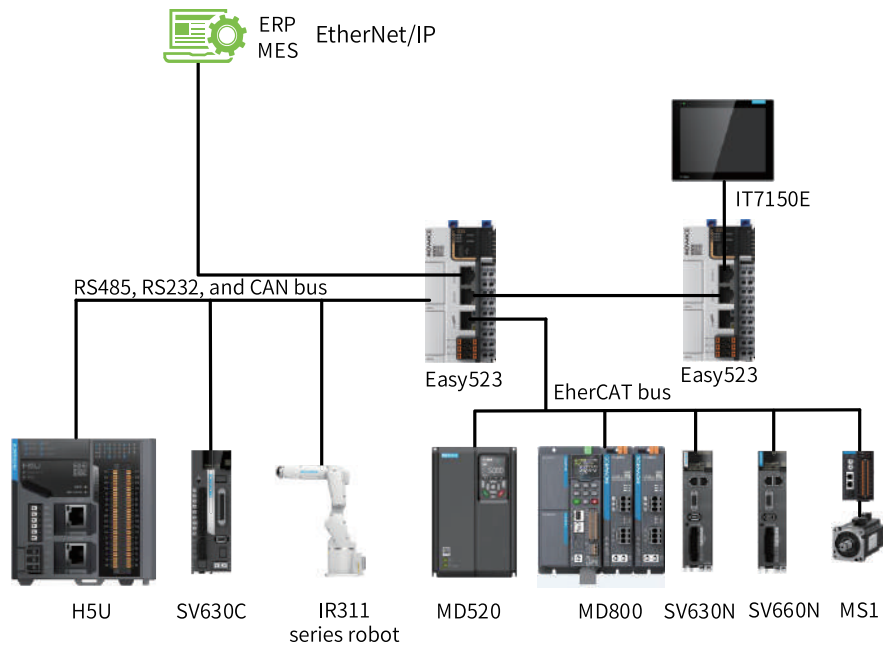 ERP
MES
EtherNet/IP
IT7150E
RS485, RS232, and CAN bus
Easy523
Easy523
EherCAT bus
H5U
H5U
SV630C
IR311
series robot
MD520
MD800
SV630N
SV660N
MS1